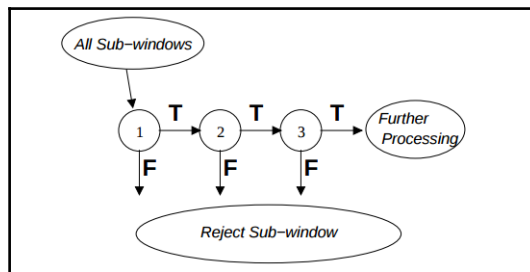 All Sub-windows
T T T
1 2 3
Further
Processing
F F F
Reject Sub-window